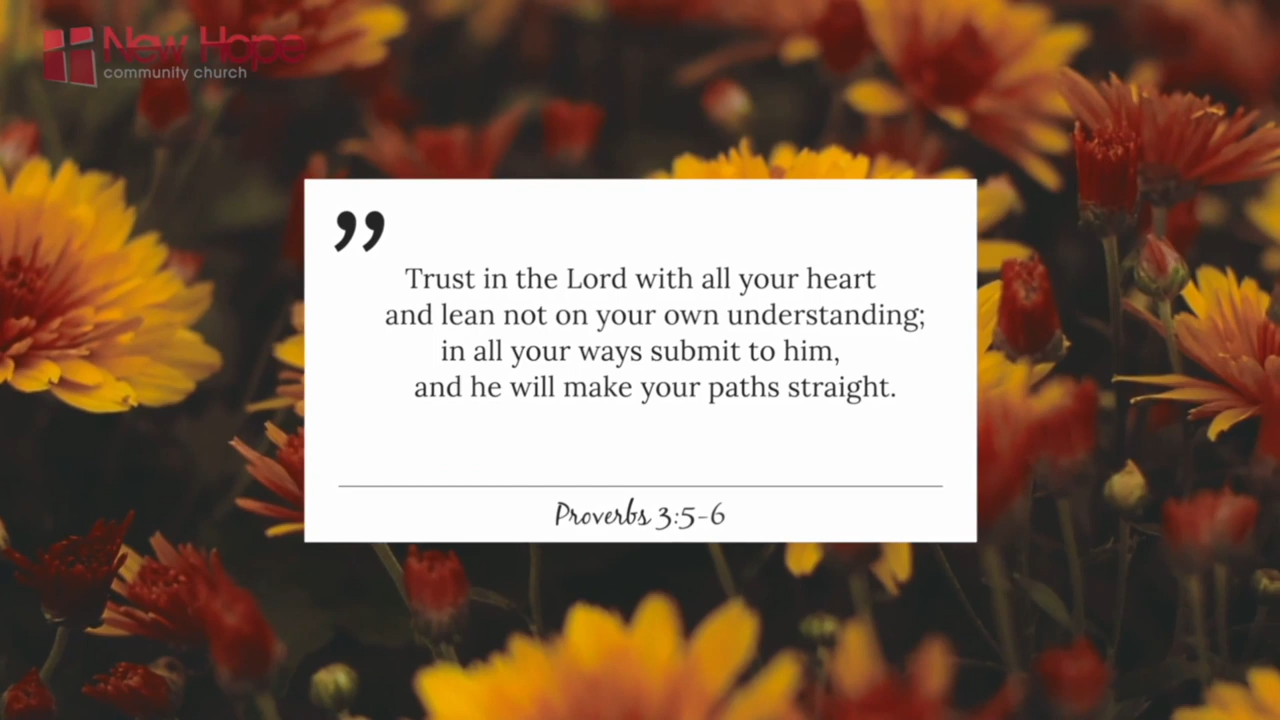 New Hope
community church
”
Trust in the Lord with all your heart
and lean not on your own understanding;
in all your ways submit to him,
and he will make your paths straight.
Proverbs 3:5-6